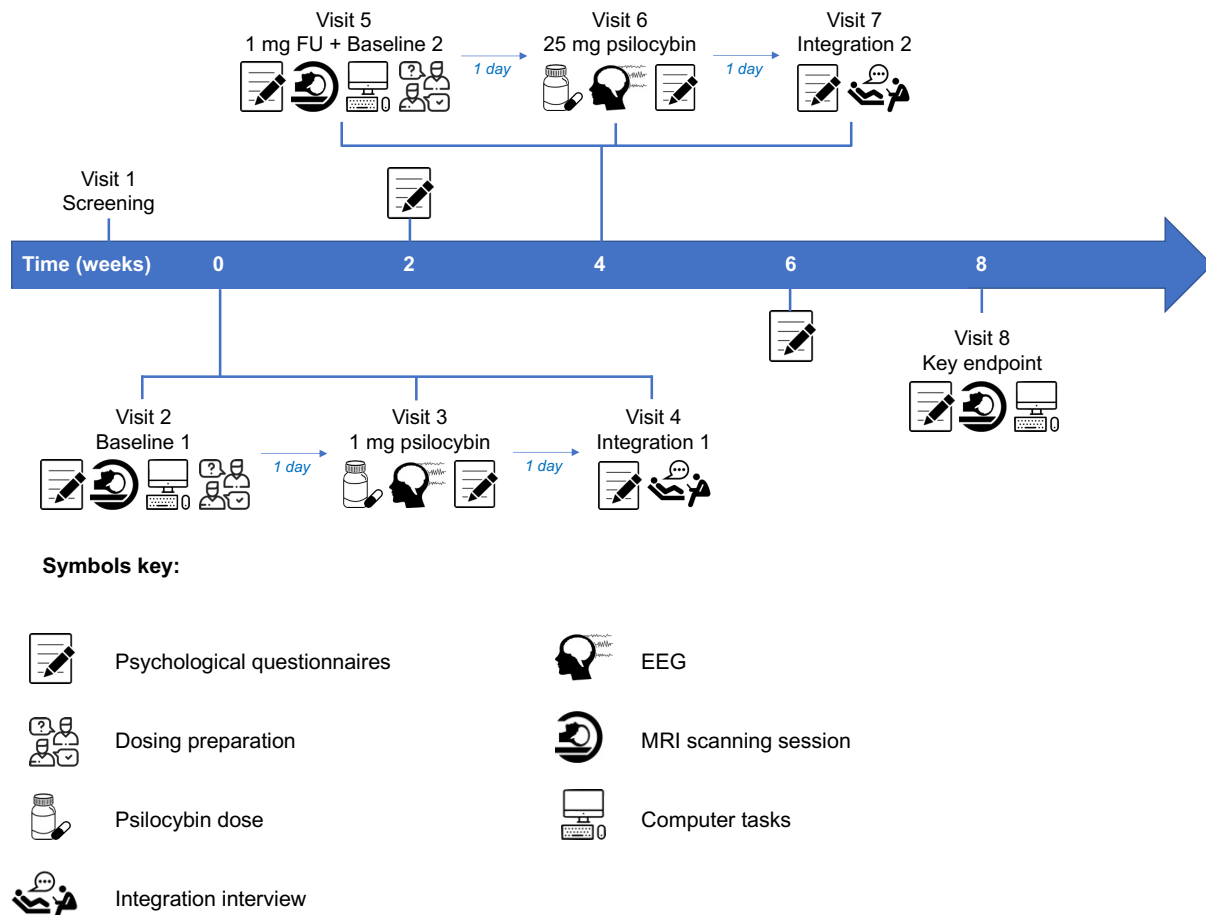 Visit 5
1 mg FU + Baseline 2
1 day
Visit 6
25 mg psilocybin
1 day
Visit 7
Integration 2
Visit 1
Screening
Time (weeks)
0
2
4
6
8
Visit 8
Key endpoint
Visit 2
Baseline 1
1 day
Visit 3
1 mg psilocybin
1 day
Visit 4
Integration 1
Symbols key:
Psychological questionnaires
EEG
Dosing preparation
MRI scanning session
Psilocybin dose
Computer tasks
Integration interview